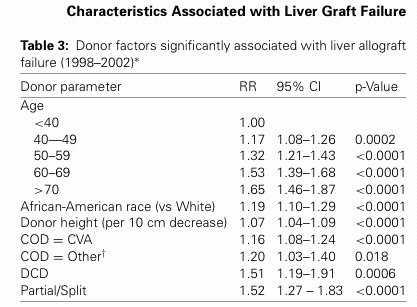 Characteristics Associated with Liver Graft Failure
Table 3: Donor factors significantly associated with liver allograft
failure (1998–2002)*
Donor parameter RR 95% CI p-Value
Age
<40 1.00
40—49 1.17 1.08–1.26 0.0002
50–59 1.32 1.21–1.43 <0.0001
60–69 1.53 1.39–1.68 <0.0001
>70 1.65 1.46–1.87 <0.0001
African-American race (vs White) 1.19 1.10–1.29 <0.0001
Donor height (per 10 cm decrease) 1.07 1.04–1.09 <0.0001
COD = CVA 1.16 1.08–1.24 <0.0001
COD = Other† 1.20 1.03–1.40 0.018
DCD 1.51 1.19–1.91 0.0006
Partial/Split 1.52 1.27 – 1.83 <0.0001